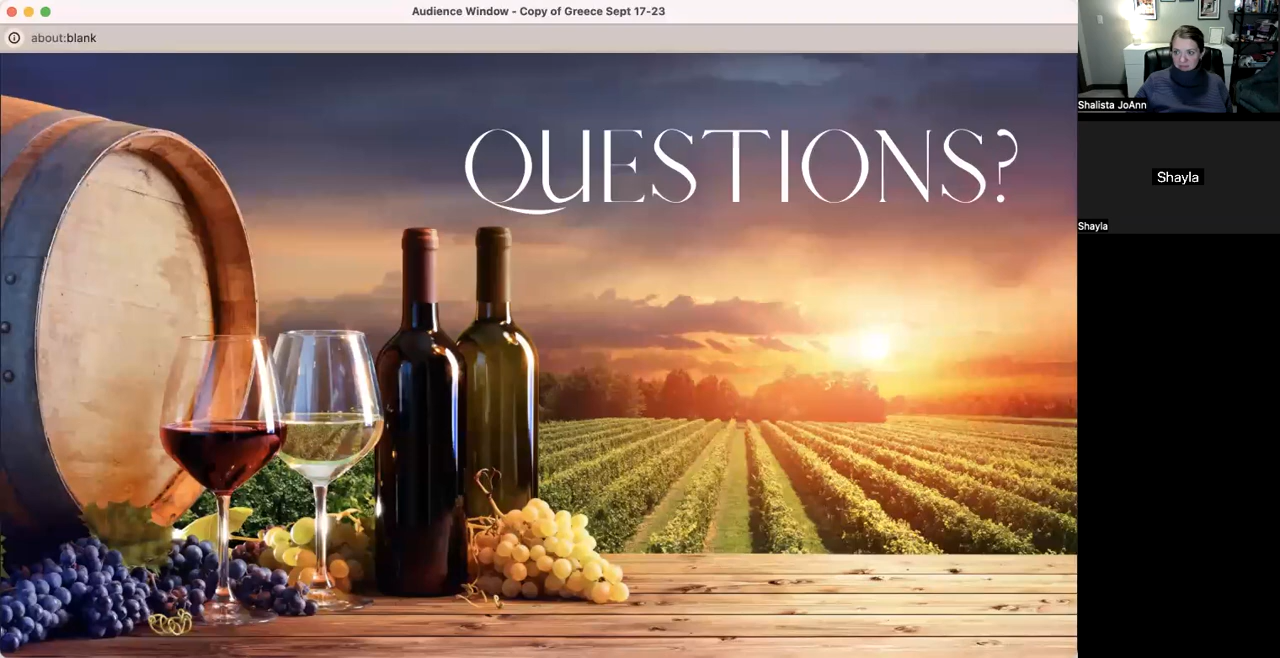 Audience Window - Copy of Greece Sept 17-23
about:blank
QUESTIONS?
Shalista JoAnn
Shayla
Shayla